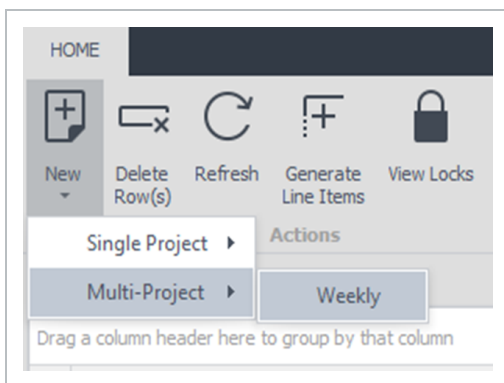 HOME
New
Delete
Row(s)
Refresh
Generate
Line Items
View Locks
Single Project
Actions
Multi-Project
Weekly
Drag a column header here to group by that column